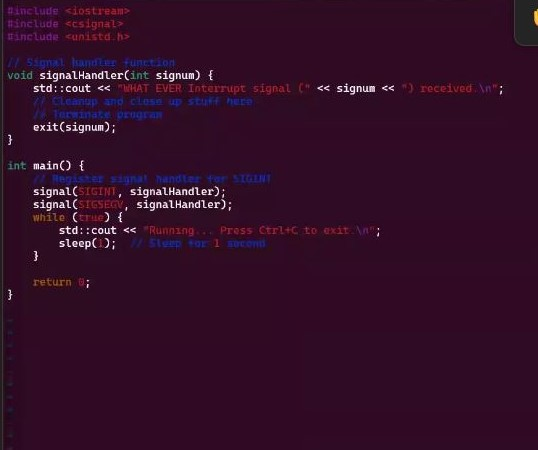 #include <iostream>
#include <csignal>
#include <unistd.h>

// Signal handler function
void signalHandler(int signum) {
    std::cout << "WHAT EVER Interrupt signal (" << signum << ") received.\n";
    // Cleanup and close up stuff here
    // Terminate program
    exit(signum);
}

int main() {
    // Register signal handler for SIGINT
    signal(SIGINT, signalHandler);
    signal(SIGSEGV, signalHandler);
    while (true) {
        std::cout << "Running... Press Ctrl+C to exit.\n";
        sleep(1);  // Sleep for 1 second
    }

    return 0;
}
~
~
~
~
~
~
~
~
~
~